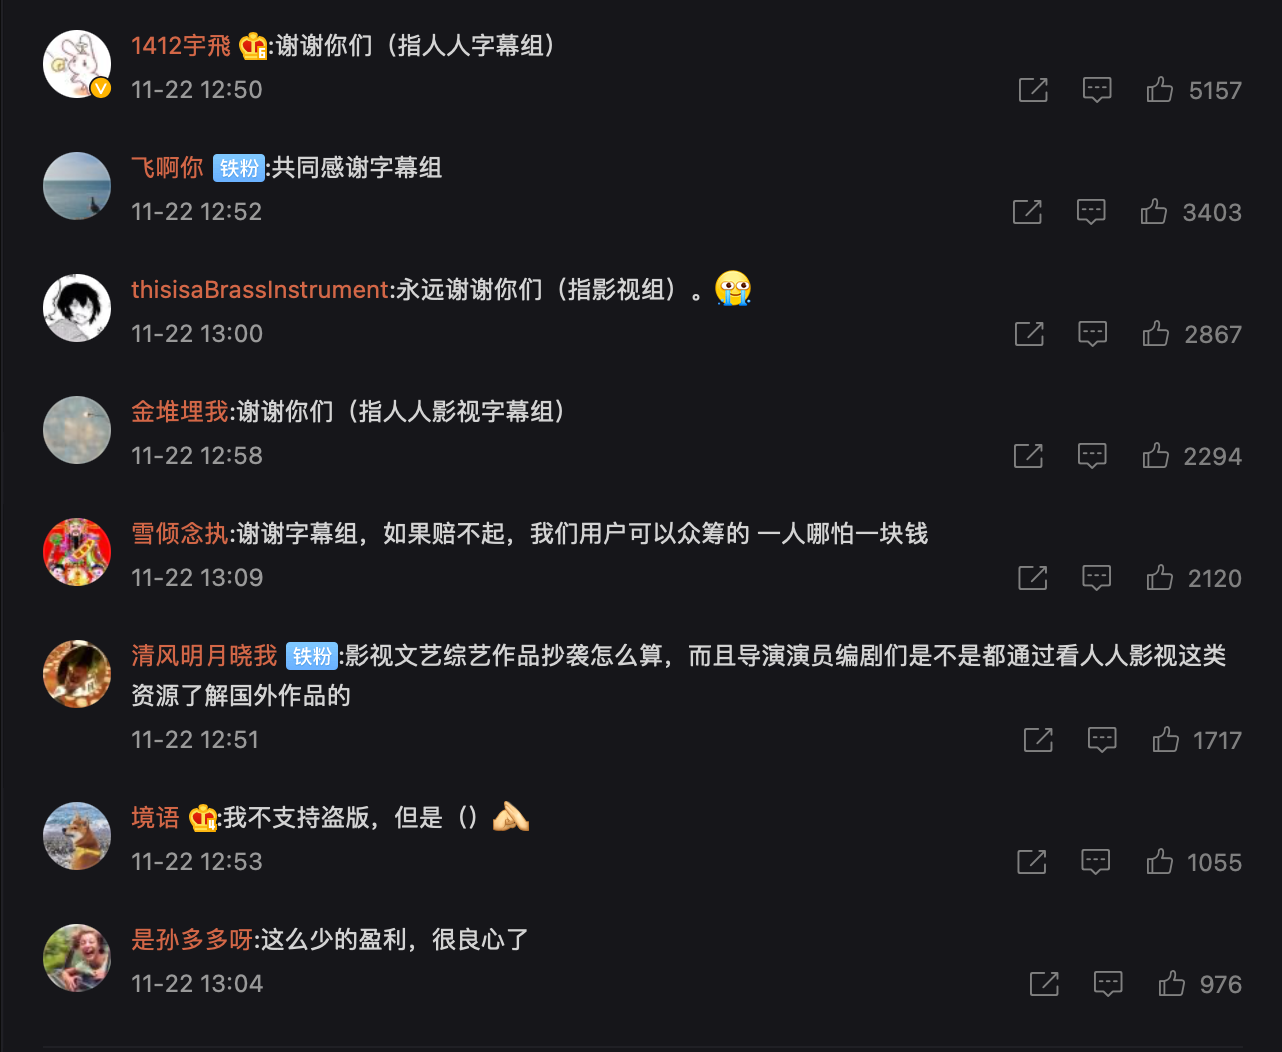 1412宇飛 6:谢谢你们（指人人字幕组）
11-22 12:50
5157
飞啊你 铁粉:共同感谢字幕组
11-22 12:52
3403
thisisaBrassInstrument:永远谢谢你们（指影视组）。
11-22 13:00
2867
金堆埋我:谢谢你们（指人人影视字幕组）
11-22 12:58
2294
雪倾念执:谢谢字幕组，如果赔不起，我们用户可以众筹的 一人哪怕一块钱
11-22 13:09
2120
清风明月晓我 铁粉:影视文艺综艺作品抄袭怎么算，而且导演演员编剧们是不是都通过看人人影视这类
资源了解国外作品的
11-22 12:51
1717
境语:我不支持盗版，但是（）
11-22 12:53
1055
是孙多多呀:这么少的盈利，很良心了
11-22 13:04
976